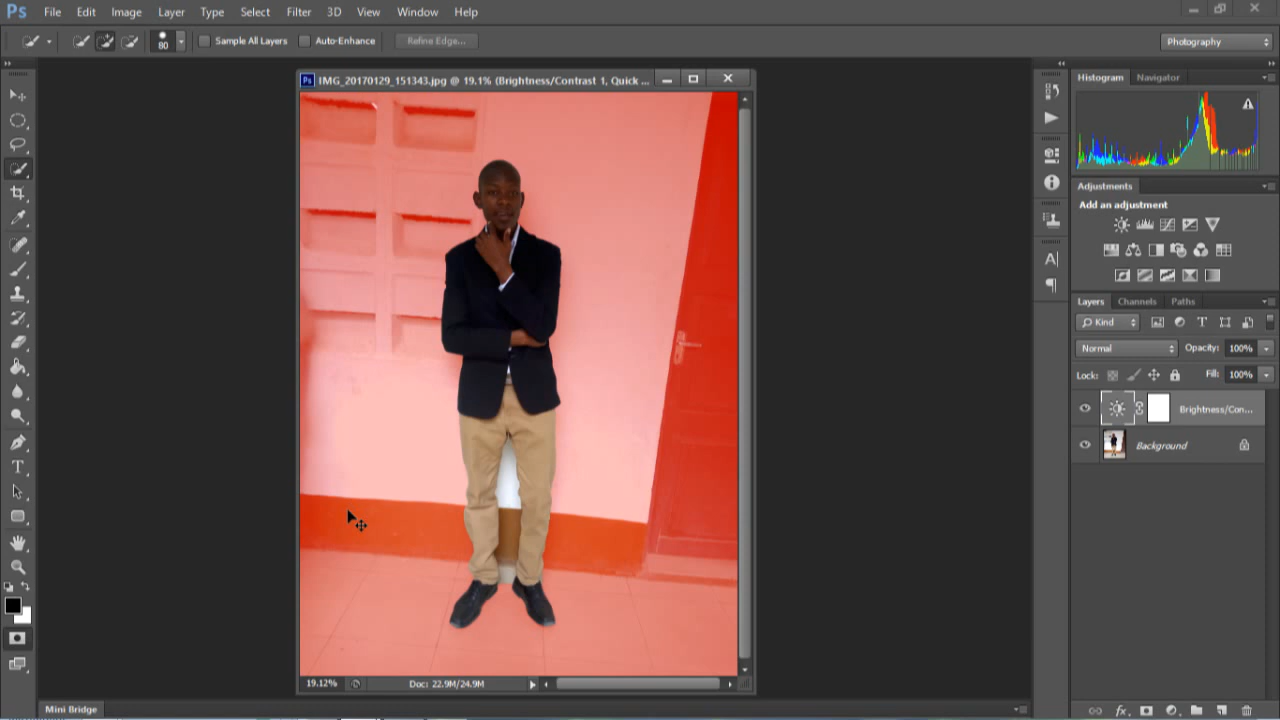 Ps File Edit Image Layer Type Select Filter 3D View Window Help
80 Sample All Layers Auto-Enhance Refine Edge... Photography
Ps IMG_20170129_151343.jpg @ 19.1% (Brightness/Contrast 1, Quick ...
Histogram Navigator
Adjustments
Add an adjustment
Layers Channels Paths
Kind
Normal Opacity: 100%
Lock: Fill: 100%
Brightness/Con...
Background
19.12% Doc: 22.9M/24.9M
Mini Bridge